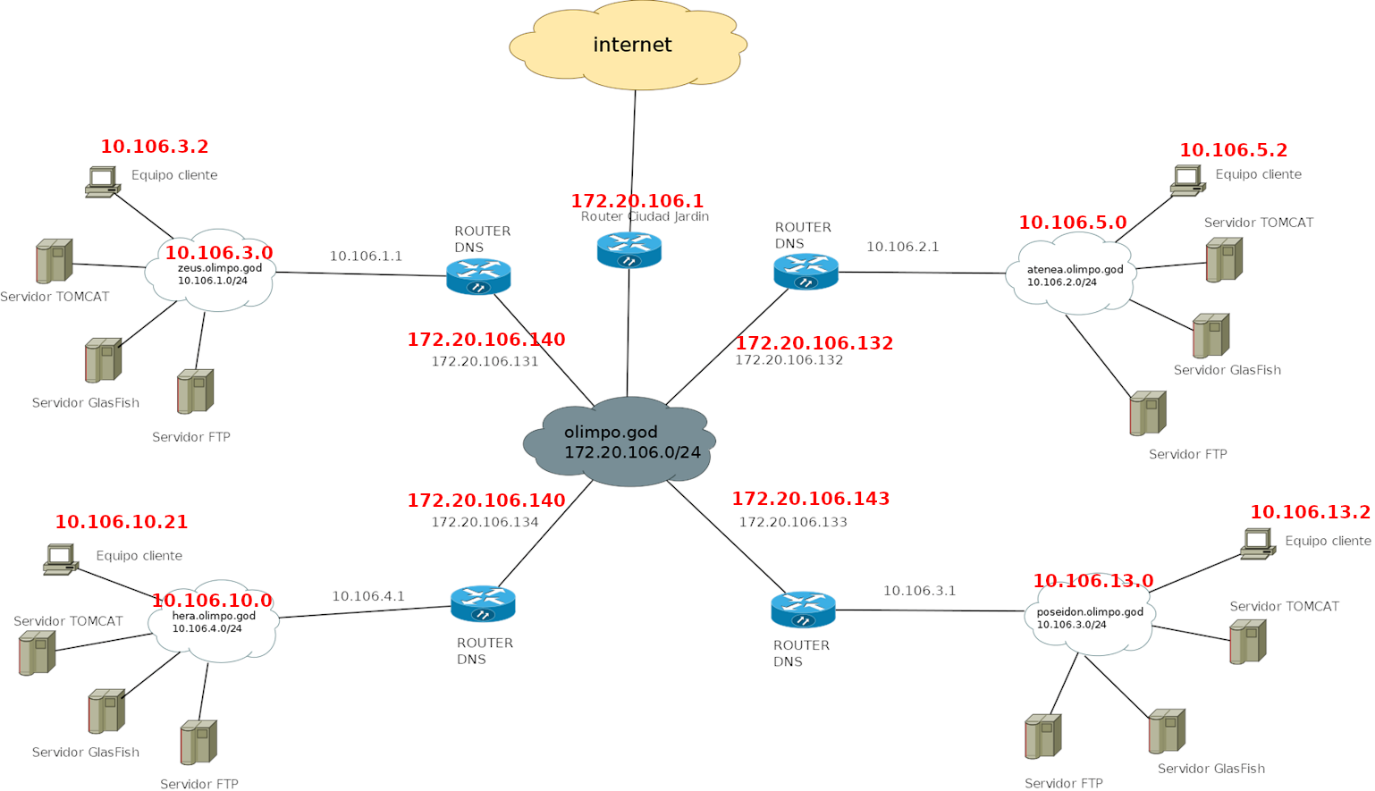 internet
172.20.106.1
Router Ciudad Jardin
10.106.3.2
Equipo cliente
10.106.3.0
zeus.olimpo.god
10.106.1.0/24
Servidor TOMCAT
Servidor GlasFish
Servidor FTP
10.106.1.1
ROUTER
DNS
172.20.106.140
172.20.106.131
ROUTER
DNS
10.106.2.1
172.20.106.132
172.20.106.132
10.106.5.2
Equipo cliente
10.106.5.0
Servidor TOMCAT
atenea.olimpo.god
10.106.2.0/24
Servidor GlasFish
Servidor FTP
olimpo.god
172.20.106.0/24
172.20.106.140
172.20.106.134
10.106.10.21
Equipo cliente
10.106.10.0
hera.olimpo.god
10.106.4.0/24
Servidor TOMCAT
Servidor GlasFish
Servidor FTP
10.106.4.1
ROUTER
DNS
172.20.106.143
172.20.106.133
10.106.3.1
ROUTER
DNS
10.106.13.2
Equipo cliente
10.106.13.0
Servidor TOMCAT
poseidon.olimpo.god
10.106.3.0/24
Servidor GlasFish
Servidor FTP